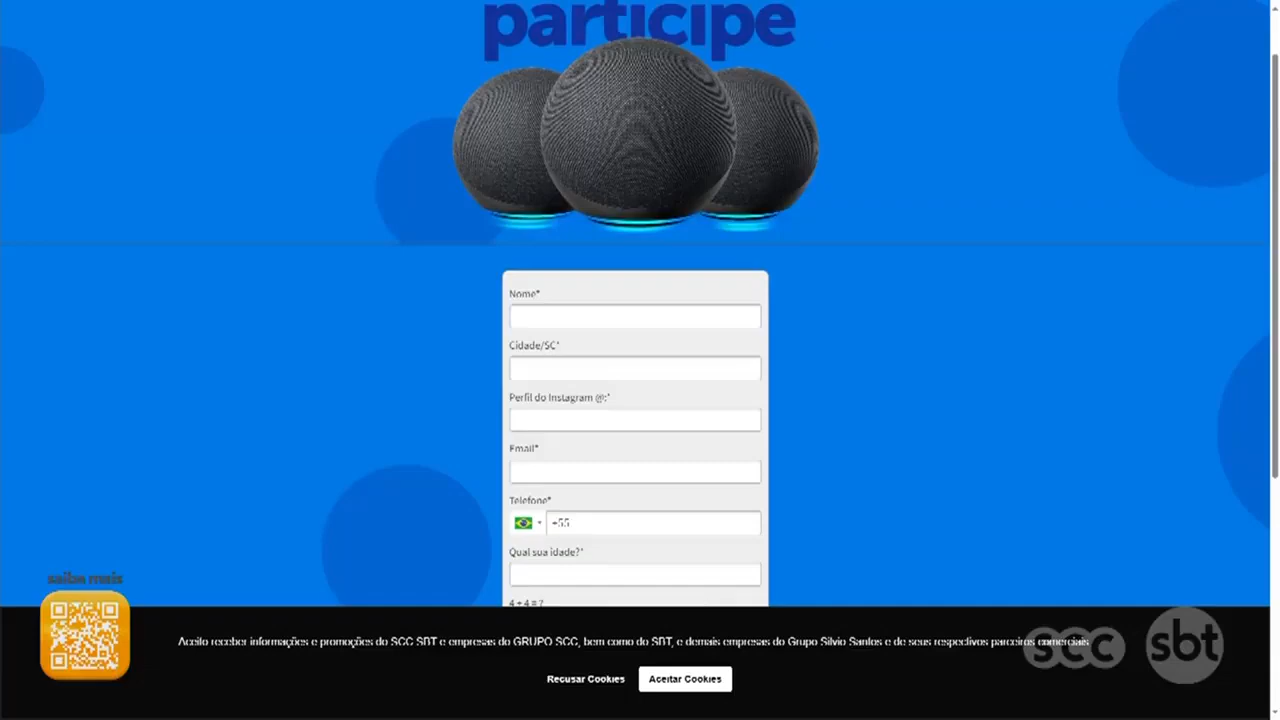 participe
Nome*
Cidade/SC*
Perfil do Instagram @:*
Email*
Telefone*
+55
Qual sua idade?*
4 + 4 = ?
saiba mais
Aceito receber informações e promoções do SCC SBT e empresas do GRUPO SCC, bem como do SBT, e demais empresas do Grupo Silvio Santos e de seus respectivos parceiros comerciais
scc sbt
Recusar Cookies Aceitar Cookies